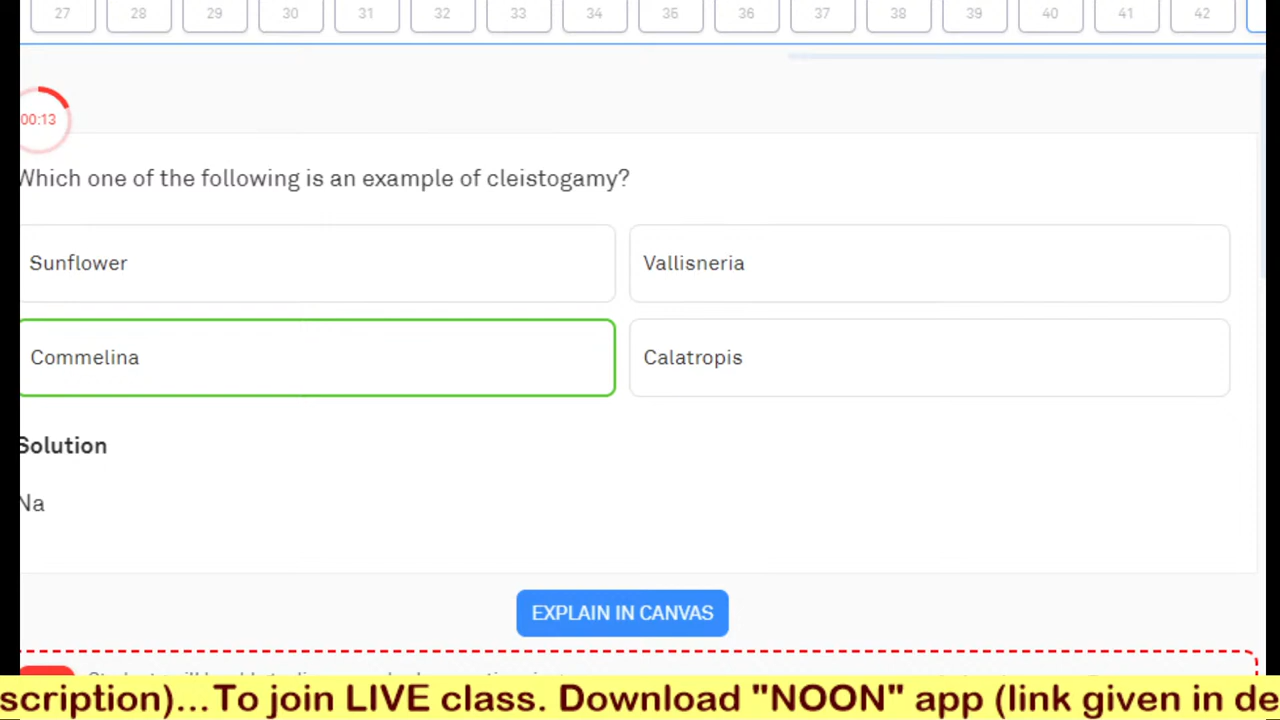 27 28 29 30 31 32 33 34 35 36 37 38 39 40 41 42
00:13
Which one of the following is an example of cleistogamy?
Sunflower
Vallisneria
Commelina
Calatropis
Solution
Na
EXPLAIN IN CANVAS
scription)...To join LIVE class. Download "NOON" app (link given in de